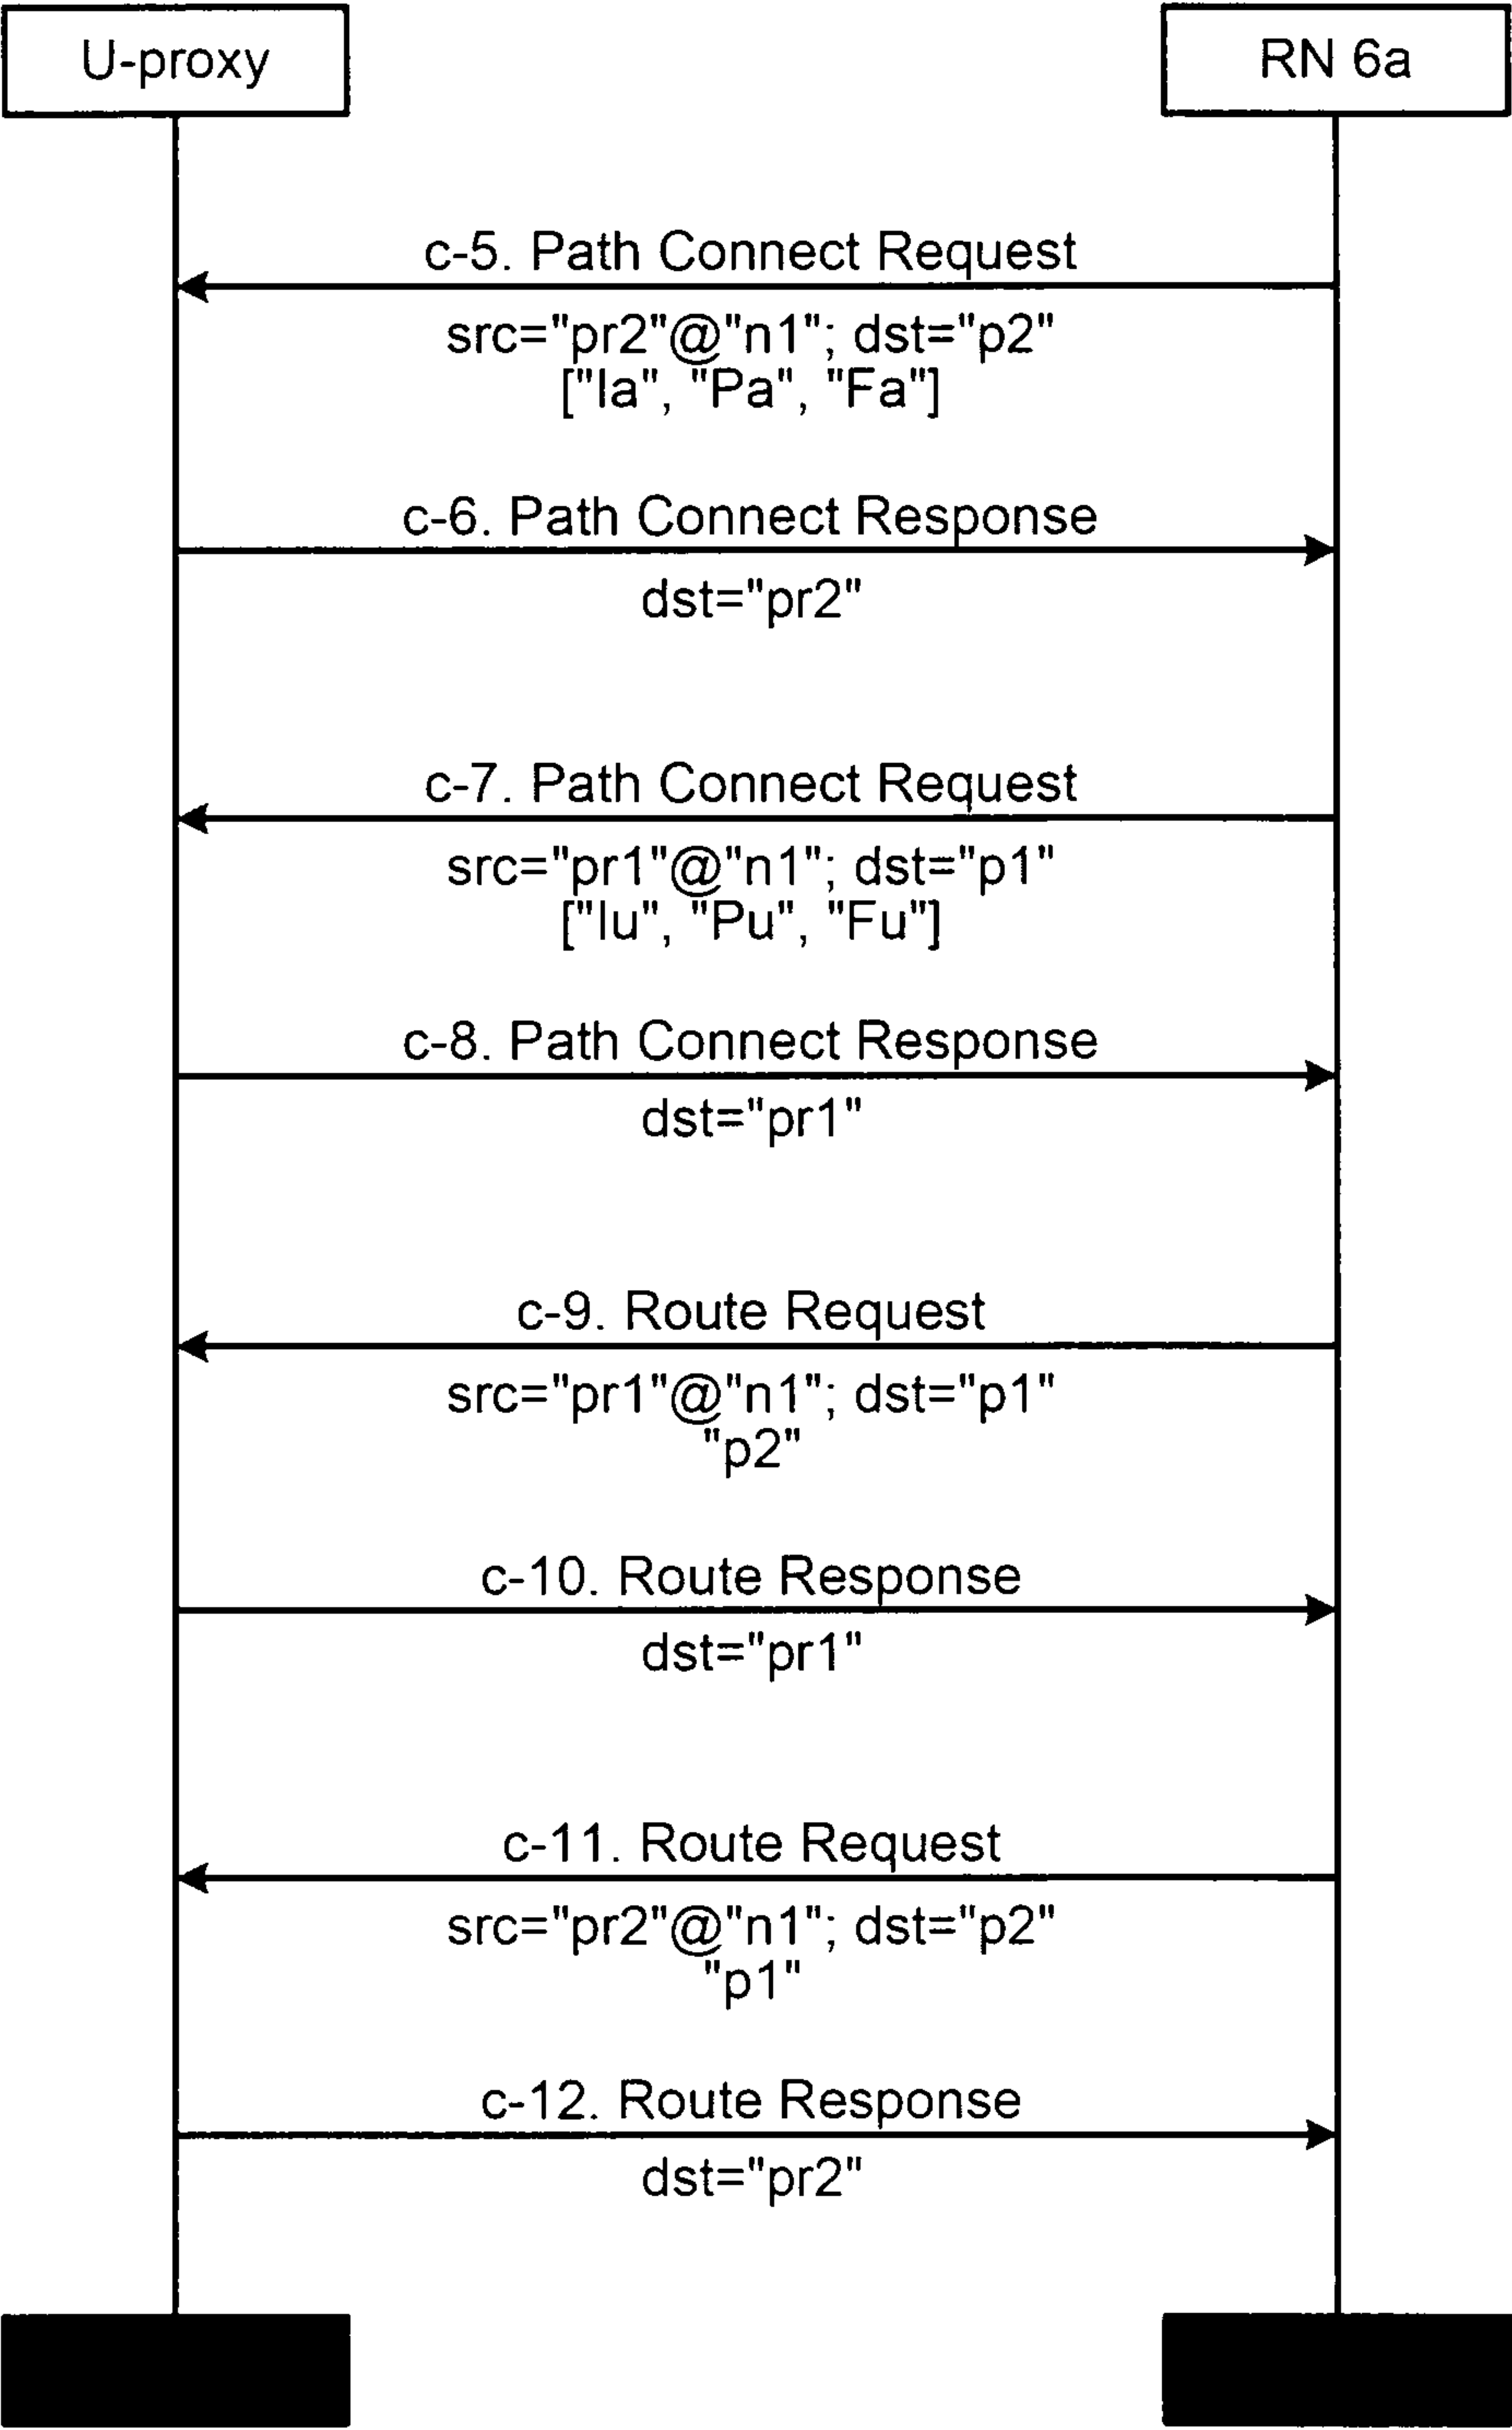 U-proxy
RN 6a
c-5. Path Connect Request
src="pr2"@"n1"; dst="p2"
["Ia", "Pa", "Fa"]
c-6. Path Connect Response
dst="pr2"
c-7. Path Connect Request
src="pr1"@"n1"; dst="p1"
["Iu", "Pu", "Fu"]
c-8. Path Connect Response
dst="pr1"
c-9. Route Request
src="pr1"@"n1"; dst="p1"
"p2"
c-10. Route Response
dst="pr1"
c-11. Route Request
src="pr2"@"n1"; dst="p2"
"p1"
c-12. Route Response
dst="pr2"